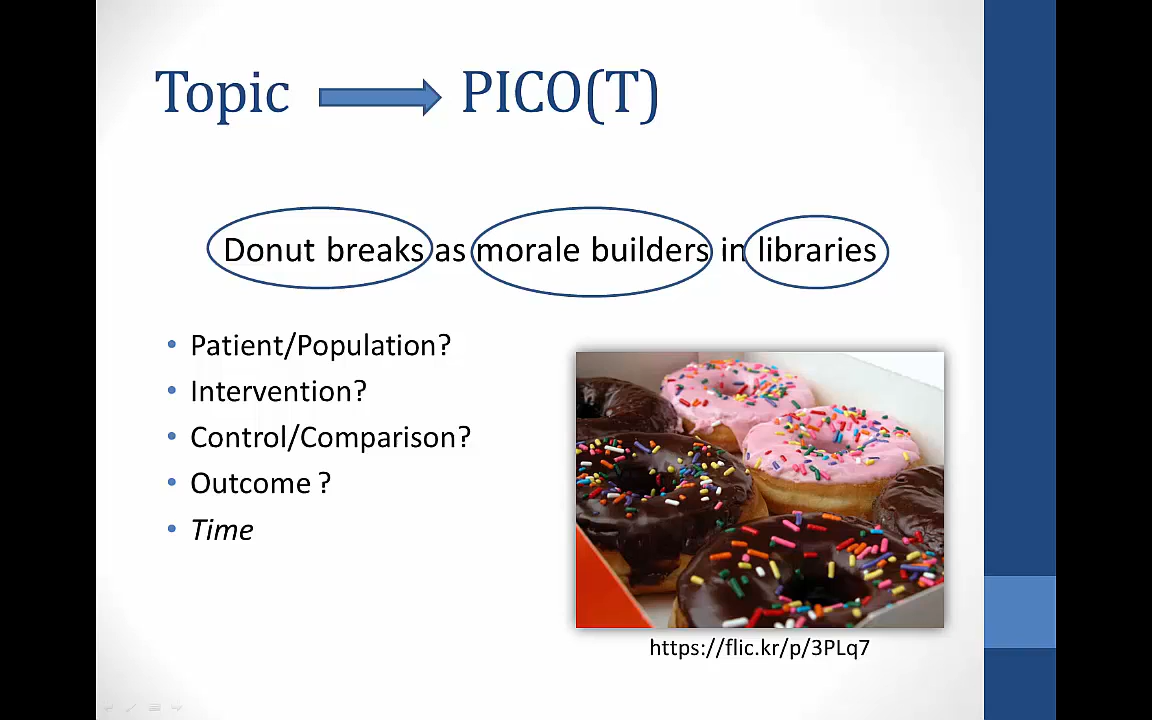 Topic PICO(T)
Donut breaks as morale builders in libraries
• Patient/Population?
• Intervention?
• Control/Comparison?
• Outcome ?
• Time
https://flic.kr/p/3PLq7